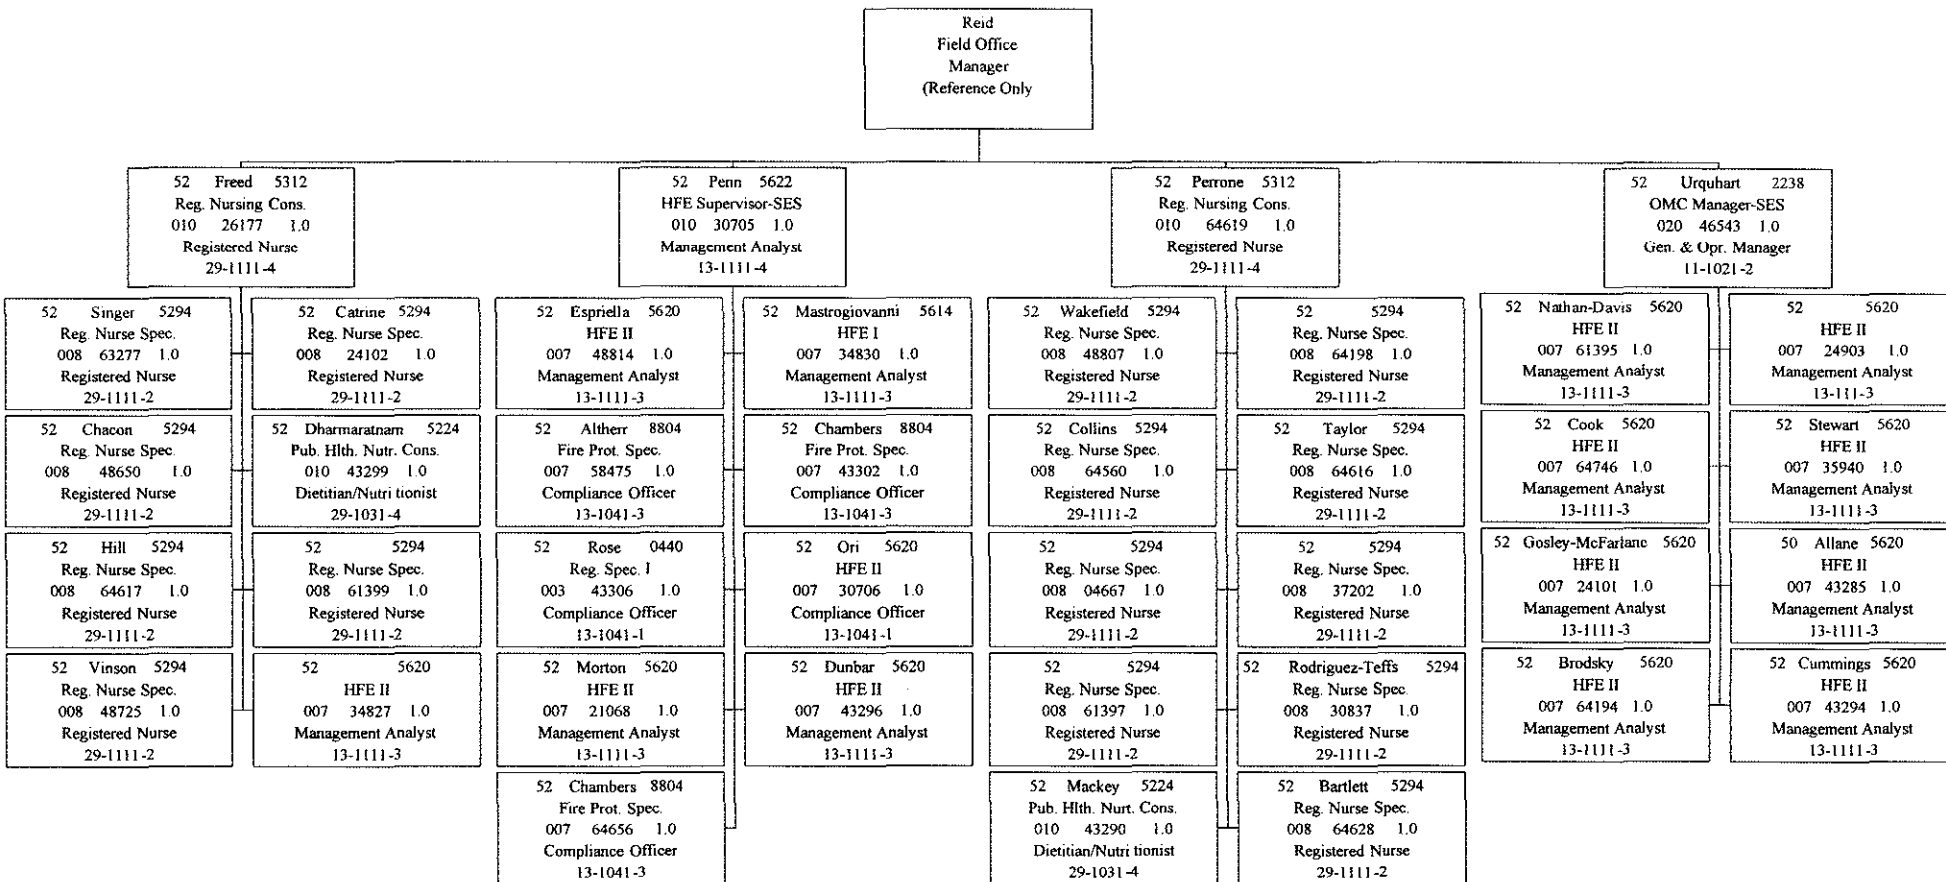 Reid
Field Office
Manager
(Reference Only
52 Freed 5312
Reg. Nursing Cons.
010 26177 1.0
Registered Nurse
29-1111-4
52 Penn 5622
HFE Supervisor-SES
010 30705 1.0
Management Analyst
13-1111-4
52 Perrone 5312
Reg. Nursing Cons.
010 64619 1.0
Registered Nurse
29-1111-4
52 Urquhart 2238
OMC Manager-SES
020 46543 1.0
Gen. & Opr. Manager
11-1021-2
52 Singer 5294
Reg. Nurse Spec.
008 63277 1.0
Registered Nurse
29-1111-2
52 Catrine 5294
Reg. Nurse Spec.
008 24102 1.0
Registered Nurse
29-1111-2
52 Chacon 5294
Reg. Nurse Spec.
008 48650 1.0
Registered Nurse
29-1111-2
52 Dharmaratnam 5224
Pub. Hlth. Nutr. Cons.
010 43299 1.0
Dietitian/Nutri tionist
29-1031-4
52 Hill 5294
Reg. Nurse Spec.
008 64617 1.0
Registered Nurse
29-1111-2
52 5294
Reg. Nurse Spec.
008 61399 1.0
Registered Nurse
29-1111-2
52 Vinson 5294
Reg. Nurse Spec.
008 48725 1.0
Registered Nurse
29-1111-2
52 5620
HFE II
007 34827 1.0
Management Analyst
13-1111-3
52 Espriella 5620
HFE II
007 48814 1.0
Management Analyst
13-1111-3
52 Mastrogiovanni 5614
HFE I
007 34830 1.0
Management Analyst
13-1111-3
52 Altherr 8804
Fire Prot. Spec.
007 58475 1.0
Compliance Officer
13-1041-3
52 Chambers 8804
Fire Prot. Spec.
007 43302 1.0
Compliance Officer
13-1041-3
52 Rose 0440
Reg. Spec. I
003 43306 1.0
Compliance Officer
13-1041-1
52 Ori 5620
HFE II
007 30706 1.0
Compliance Officer
13-1041-1
52 Morton 5620
HFE II
007 21068 1.0
Management Analyst
13-1111-3
52 Dunbar 5620
HFE II
007 43296 1.0
Management Analyst
13-1111-3
52 Chambers 8804
Fire Prot. Spec.
007 64656 1.0
Compliance Officer
13-1041-3
52 Wakefield 5294
Reg. Nurse Spec.
008 48807 1.0
Registered Nurse
29-1111-2
52 5294
Reg. Nurse Spec.
008 64198 1.0
Registered Nurse
29-1111-2
52 Collins 5294
Reg. Nurse Spec.
008 64560 1.0
Registered Nurse
29-1111-2
52 Taylor 5294
Reg. Nurse Spec.
008 64616 1.0
Registered Nurse
29-1111-2
52 5294
Reg. Nurse Spec.
008 04667 1.0
Registered Nurse
29-1111-2
52 5294
Reg. Nurse Spec.
008 37202 1.0
Registered Nurse
29-1111-2
52 5294
Reg. Nurse Spec.
008 61397 1.0
Registered Nurse
29-1111-2
52 Rodriguez-Teffs 5294
Reg. Nurse Spec.
008 30837 1.0
Registered Nurse
29-1111-2
52 Mackey 5224
Pub. Hlth. Nurt. Cons.
010 43290 1.0
Dietitian/Nutri tionist
29-1031-4
52 Bartlett 5294
Reg. Nurse Spec.
008 64628 1.0
Registered Nurse
29-1111-2
52 Nathan-Davis 5620
HFE II
007 61395 1.0
Management Analyst
13-1111-3
52 5620
HFE II
007 24903 1.0
Management Analyst
13-111-3
52 Cook 5620
HFE II
007 64746 1.0
Management Analyst
13-1111-3
52 Stewart 5620
HFE II
007 35940 1.0
Management Analyst
13-1111-3
52 Gosley-McFarlane 5620
HFE II
007 24101 1.0
Management Analyst
13-1111-3
50 Allane 5620
HFE II
007 43285 1.0
Management Analyst
13-1111-3
52 Brodsky 5620
HFE II
007 64194 1.0
Management Analyst
13-1111-3
52 Cummings 5620
HFE II
007 43294 1.0
Management Analyst
13-1111-3